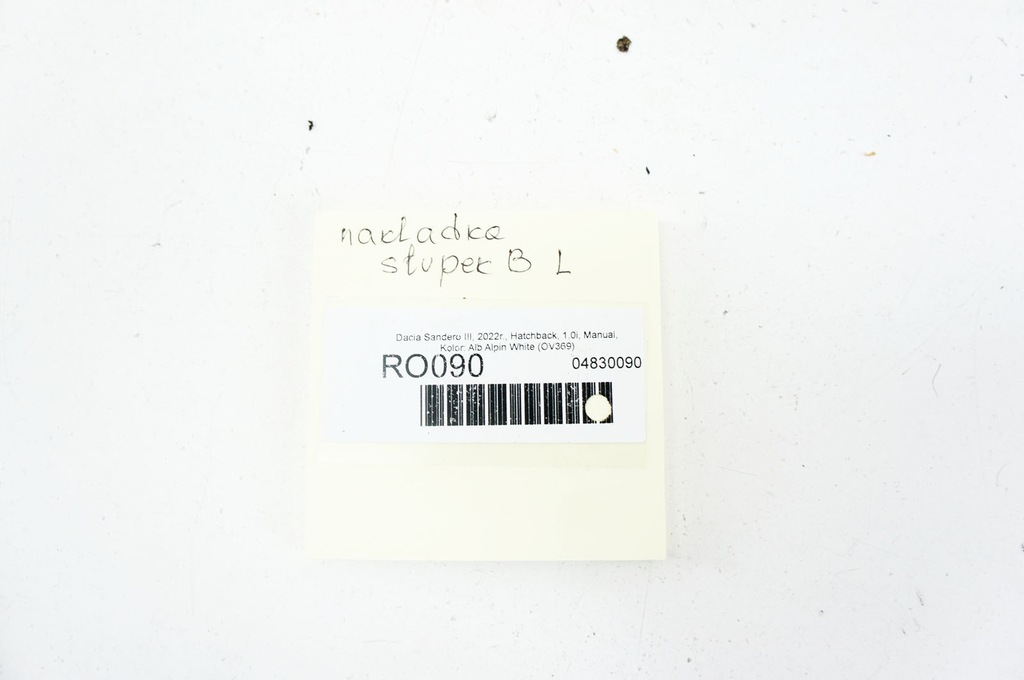 nakładka
słupek B L
Dacia Sandero III, 2022r., Hatchback, 1.0i, Manual,
Kolor: Alb Alpin White (OV369)
RO090 04830090